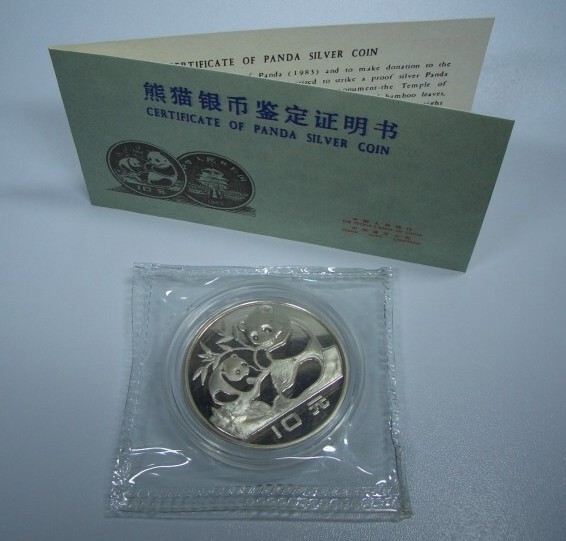 CERTIFICATE OF PANDA SILVER COIN
of Panda (1985) and to make donation to the
to strike a proof silver Panda
monument-the Temple of
bamboo leaves,
熊猫银币鉴定证明书
CERTIFICATE OF PANDA SILVER COIN
10元
10元